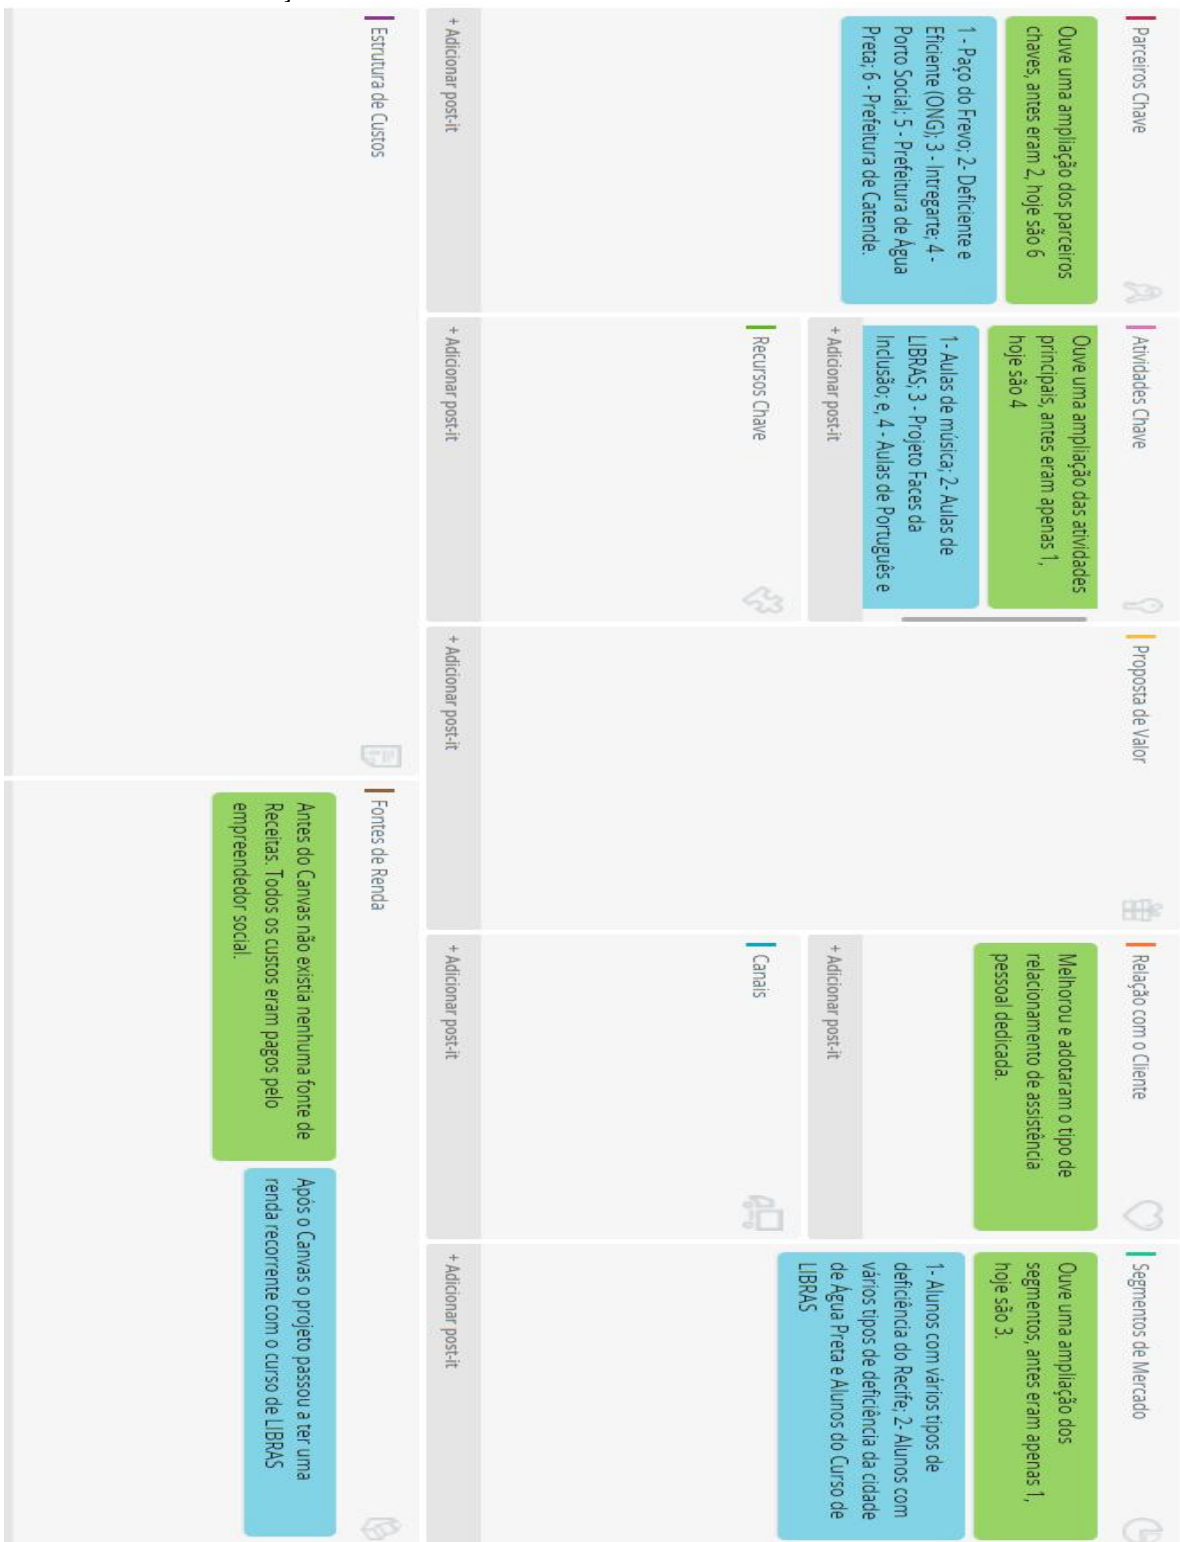 Parceiros Chave
Ouve uma ampliação dos parceiros
chaves, antes eram 2, hoje são 6
1 - Paço do Frevo; 2- Deficiente e
Eficiente (ONG); 3 - Intregarte; 4 -
Porto Social; 5 - Prefeitura de Água
Preta; 6 - Prefeitura de Catende.
+ Adicionar post-it
Atividades Chave
Ouve uma ampliação das atividades
principais, antes eram apenas 1,
hoje são 4
1- Aulas de música; 2- Aulas de
LIBRAS; 3 - Projeto Faces da
Inclusão; e, 4 - Aulas de Português e
+ Adicionar post-it
Recursos Chave
+ Adicionar post-it
Proposta de Valor
+ Adicionar post-it
Relação com o Cliente
Melhorou e adotaram o tipo de
relacionamento de assistência
pessoal dedicada.
+ Adicionar post-it
Canais
+ Adicionar post-it
Segmentos de Mercado
Ouve uma ampliação dos
segmentos, antes eram apenas 1,
hoje são 3.
1- Alunos com vários tipos de
deficiência do Recife; 2- Alunos com
vários tipos de deficiência da cidade
de Água Preta e Alunos do Curso de
LIBRAS
+ Adicionar post-it
Estrutura de Custos
Fontes de Renda
Antes do Canvas não existia nenhuma fonte de
Receitas. Todos os custos eram pagos pelo
empreendedor social.
Após o Canvas o projeto passou a ter uma
renda recorrente com o curso de LIBRAS